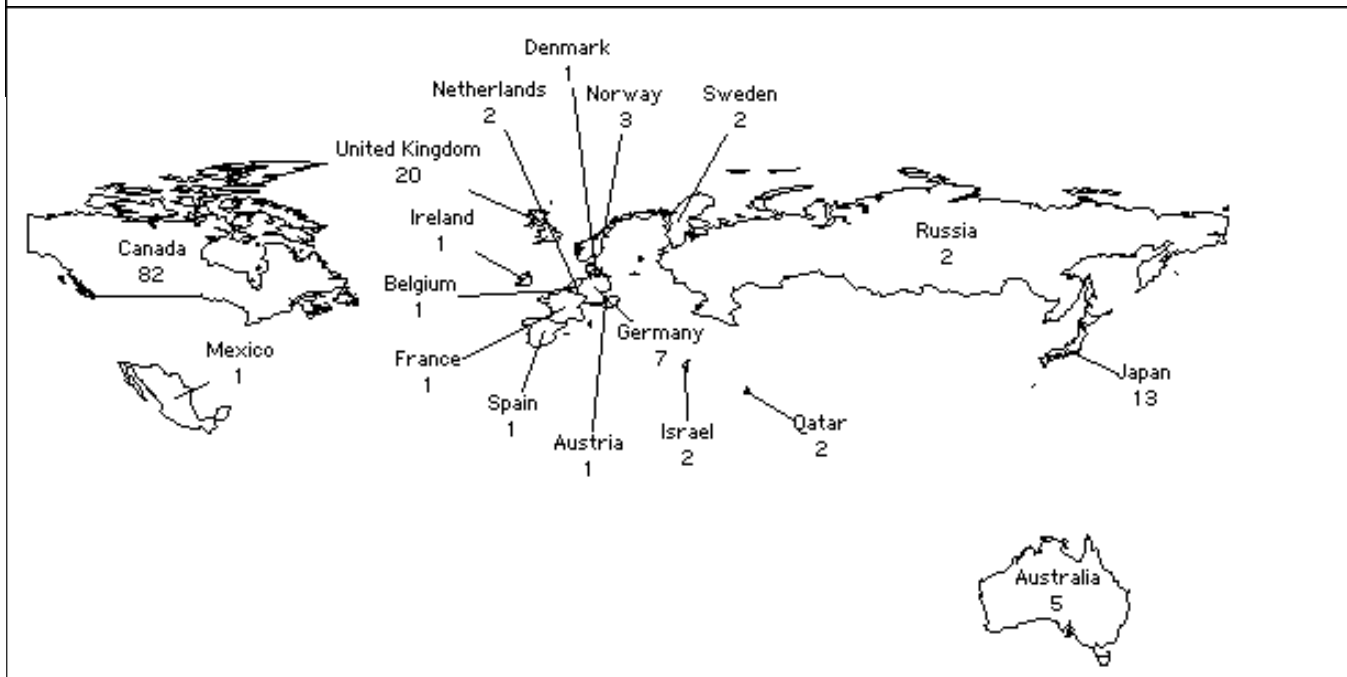 Denmark
1
Netherlands
2
Norway
3
Sweden
2
United Kingdom
20
Ireland
1
Canada
82
Russia
2
Belgium
1
Germany
7
Mexico
1
France
1
Japan
13
Spain
1
Qatar
2
Israel
2
Austria
1
Australia
5